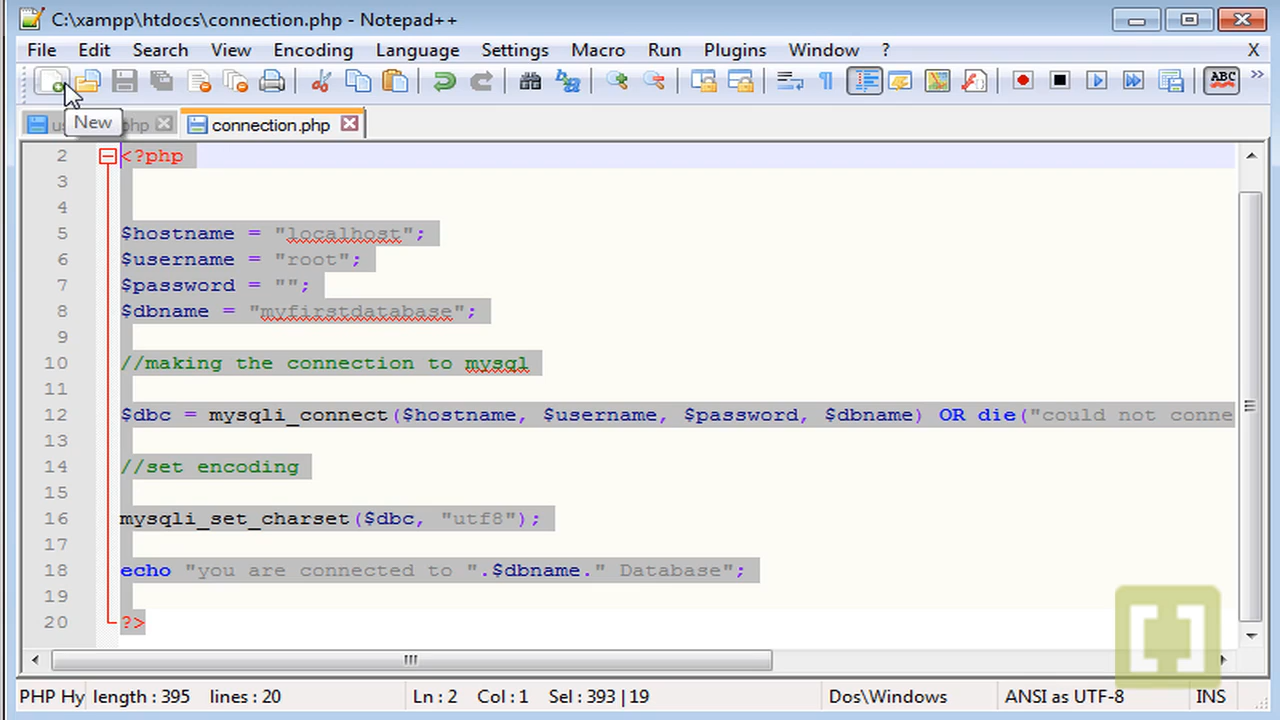 C:\xampp\htdocs\connection.php - Notepad++
File Edit Search View Encoding Language Settings Macro Run Plugins Window ? X
ABC
New
php connection.php
2 <?php
3
4
5 $hostname = "localhost";
6 $username = "root";
7 $password = "";
8 $dbname = "myfirstdatabase";
9
10 //making the connection to mysql
11
12 $dbc = mysqli_connect($hostname, $username, $password, $dbname) OR die("could not conne
13
14 //set encoding
15
16 mysqli_set_charset($dbc, "utf8");
17
18 echo "you are connected to ".$dbname." Database";
19
20 ?>
PHP Hy length : 395 lines : 20 Ln : 2 Col : 1 Sel : 393 | 19 Dos\Windows ANSI as UTF-8 INS